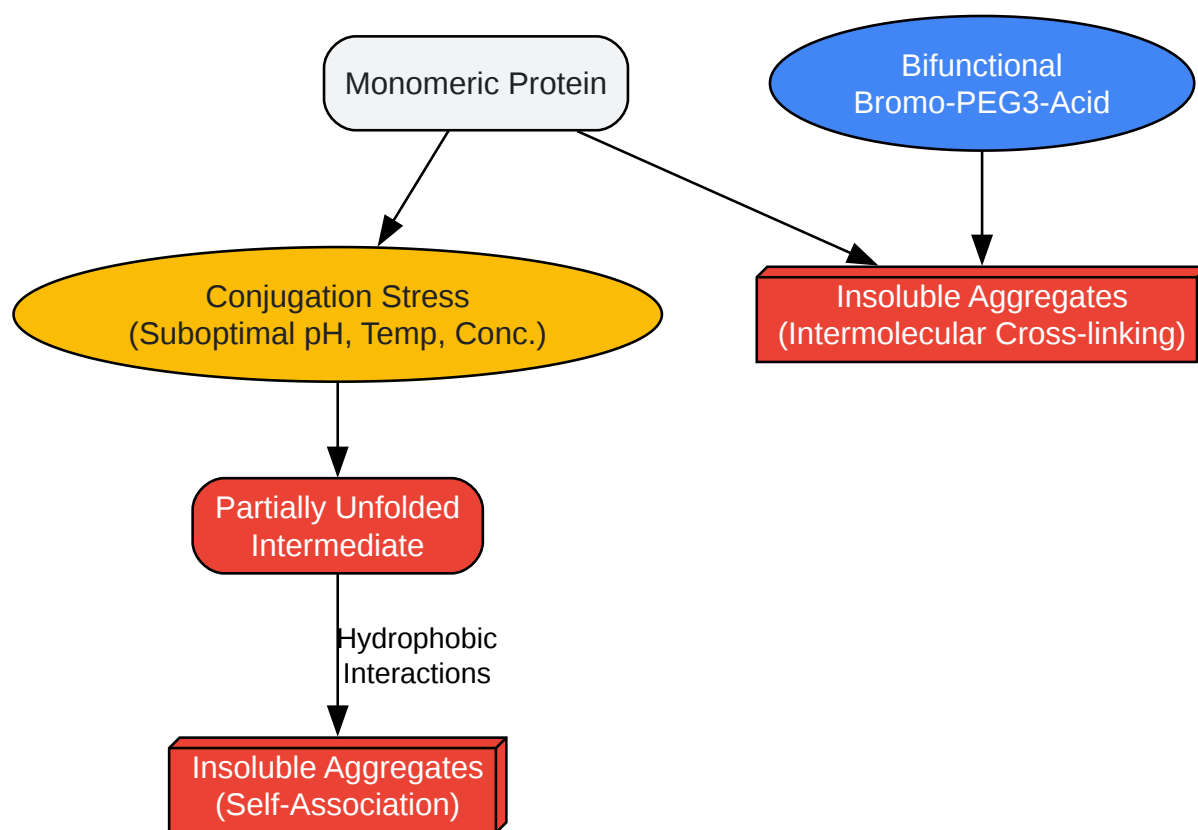 Monomeric Protein
Bifunctional
Bromo-PEG3-Acid
Conjugation Stress
(Suboptimal pH, Temp, Conc.)
Insoluble Aggregates
(Intermolecular Cross-linking)
Partially Unfolded
Intermediate
Hydrophobic
Interactions
Insoluble Aggregates
(Self-Association)